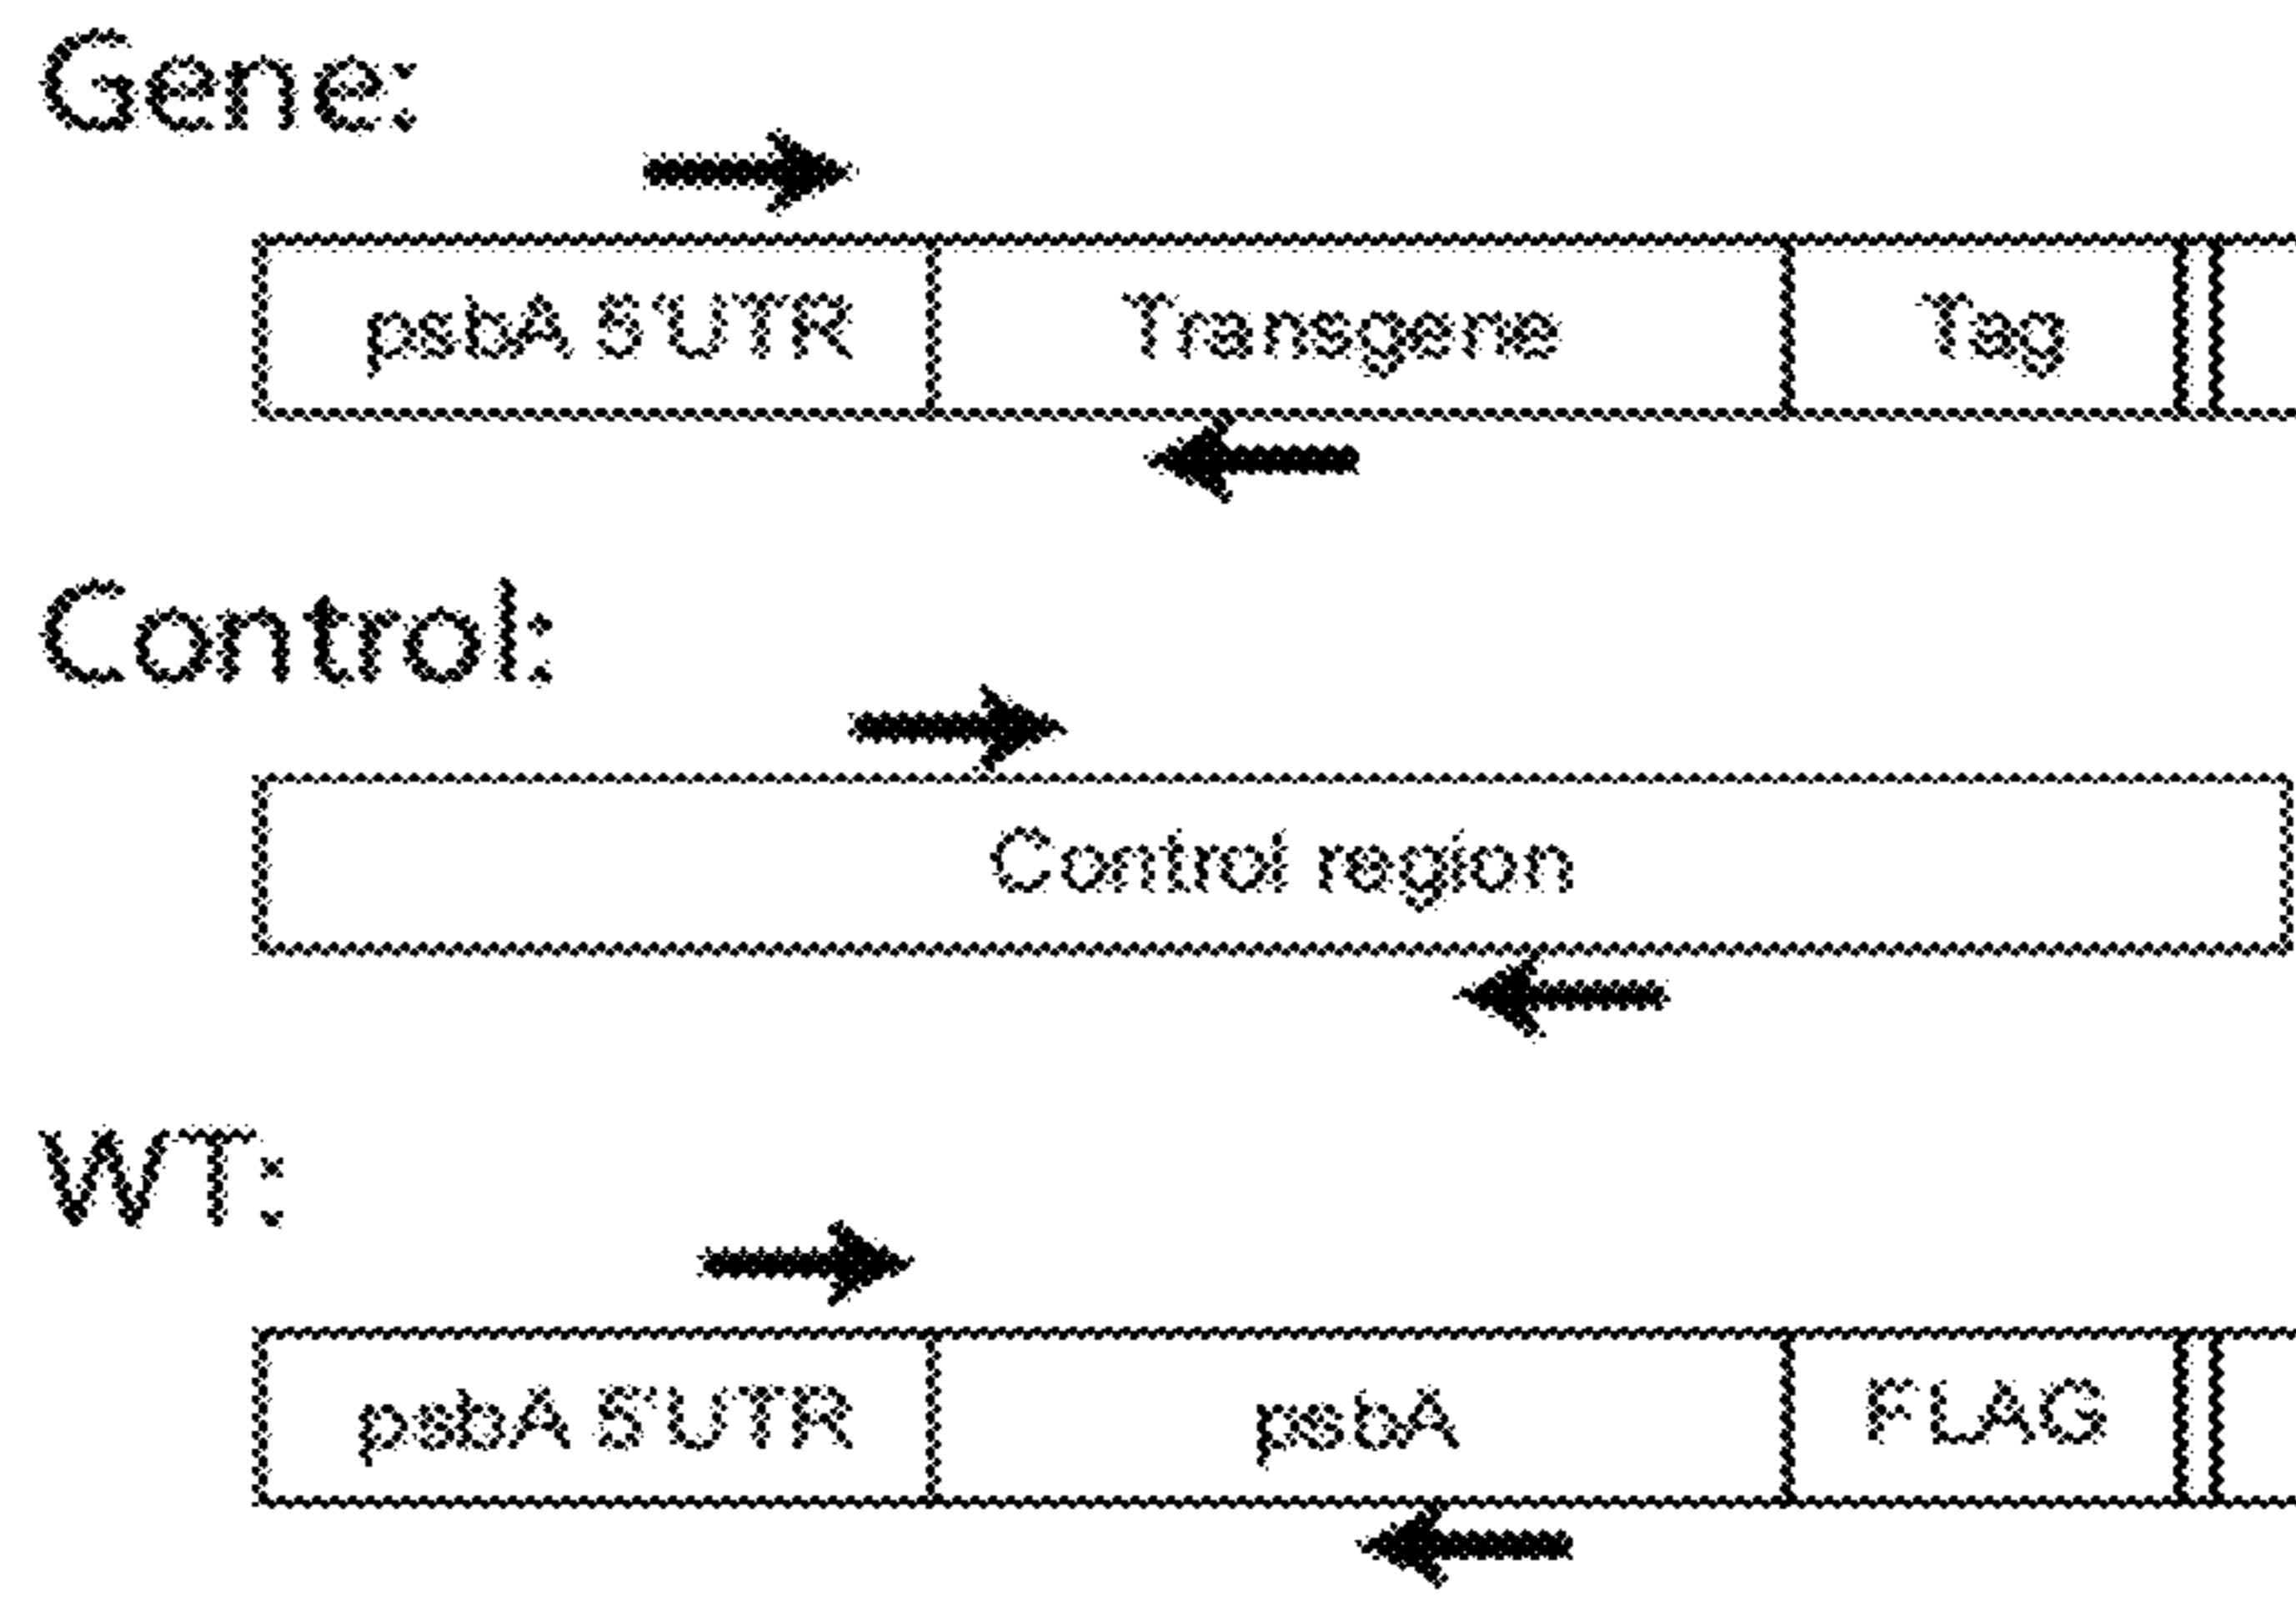 Gene:
psbA 5'UTR Transgene Tag
Control:
Control region
WT:
psbA 5'UTR psbA FLAG